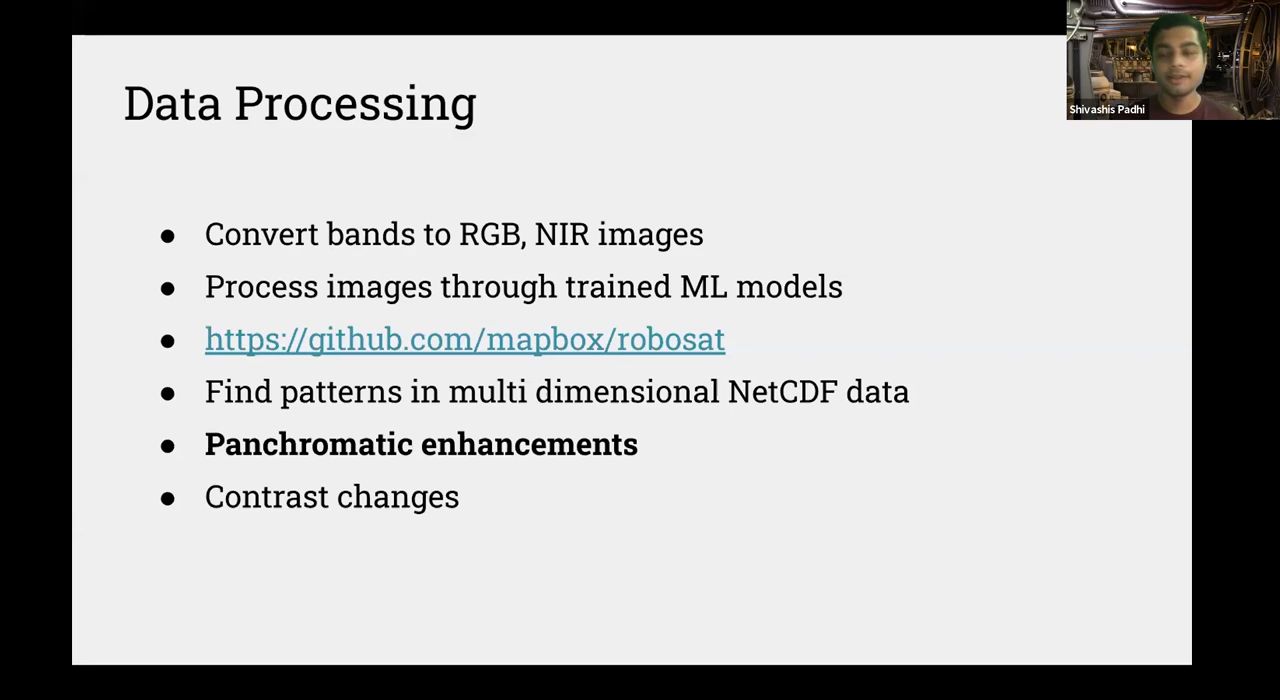 Data Processing
Shivashis Padhi
● Convert bands to RGB, NIR images
● Process images through trained ML models
● https://github.com/mapbox/robosat
● Find patterns in multi dimensional NetCDF data
● Panchromatic enhancements
● Contrast changes